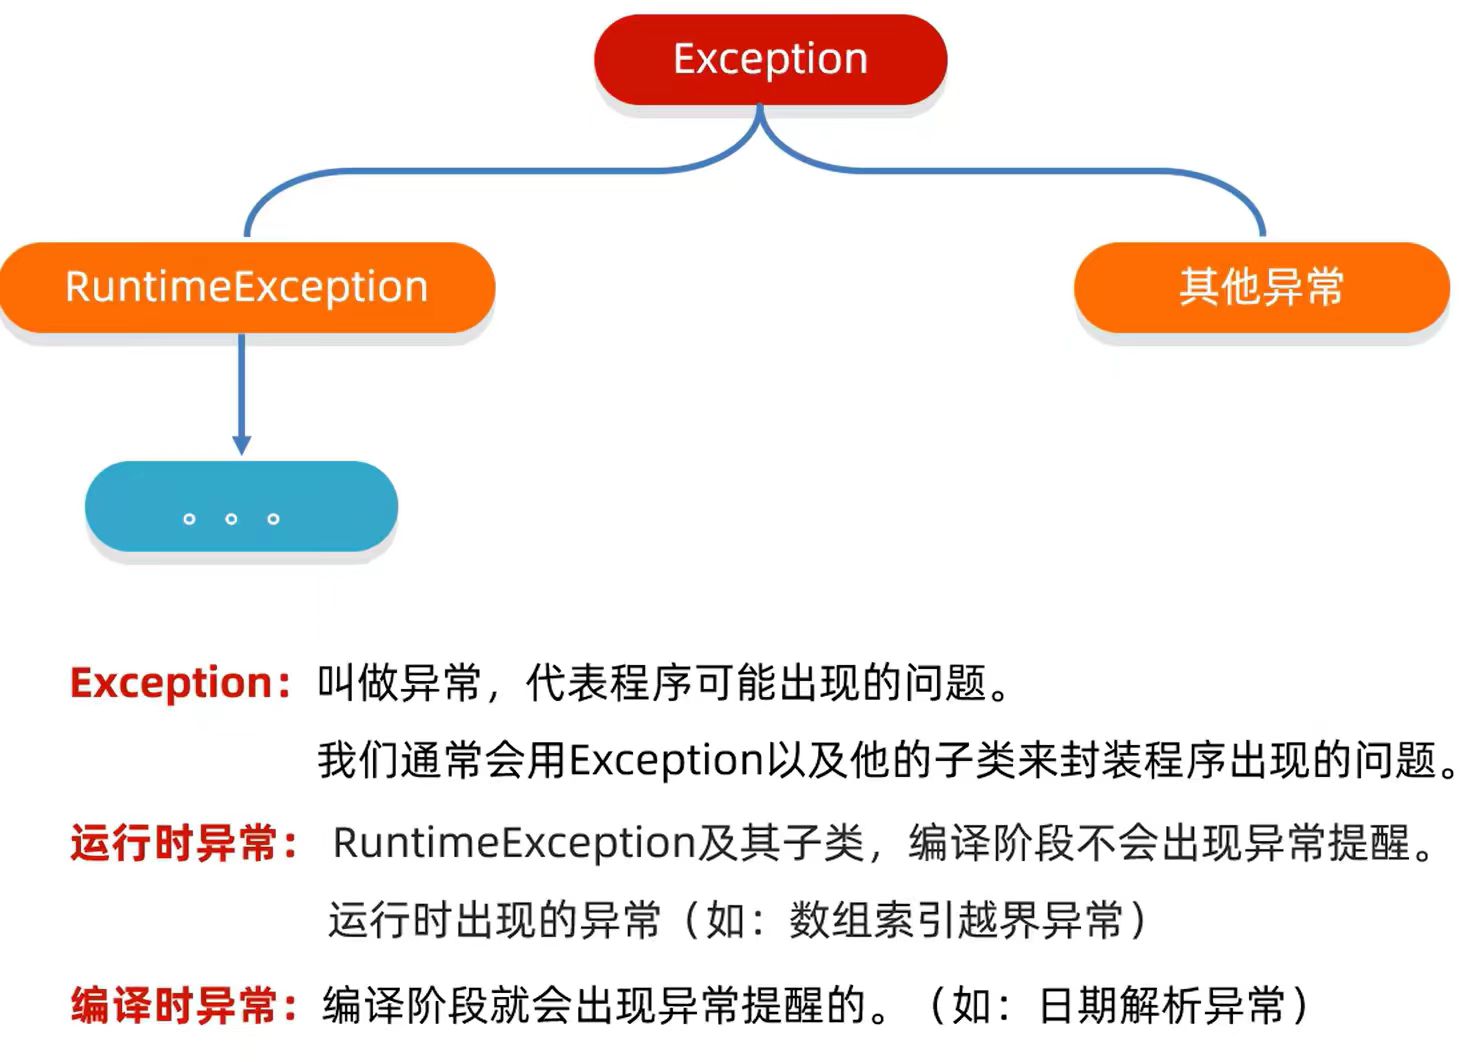 Exception
RuntimeException
其他异常
。。。
Exception：叫做异常，代表程序可能出现的问题。
我们通常会用Exception以及他的子类来封装程序出现的问题。
运行时异常： RuntimeException及其子类，编译阶段不会出现异常提醒。
运行时出现的异常（如：数组索引越界异常）
编译时异常：编译阶段就会出现异常提醒的。（如：日期解析异常）